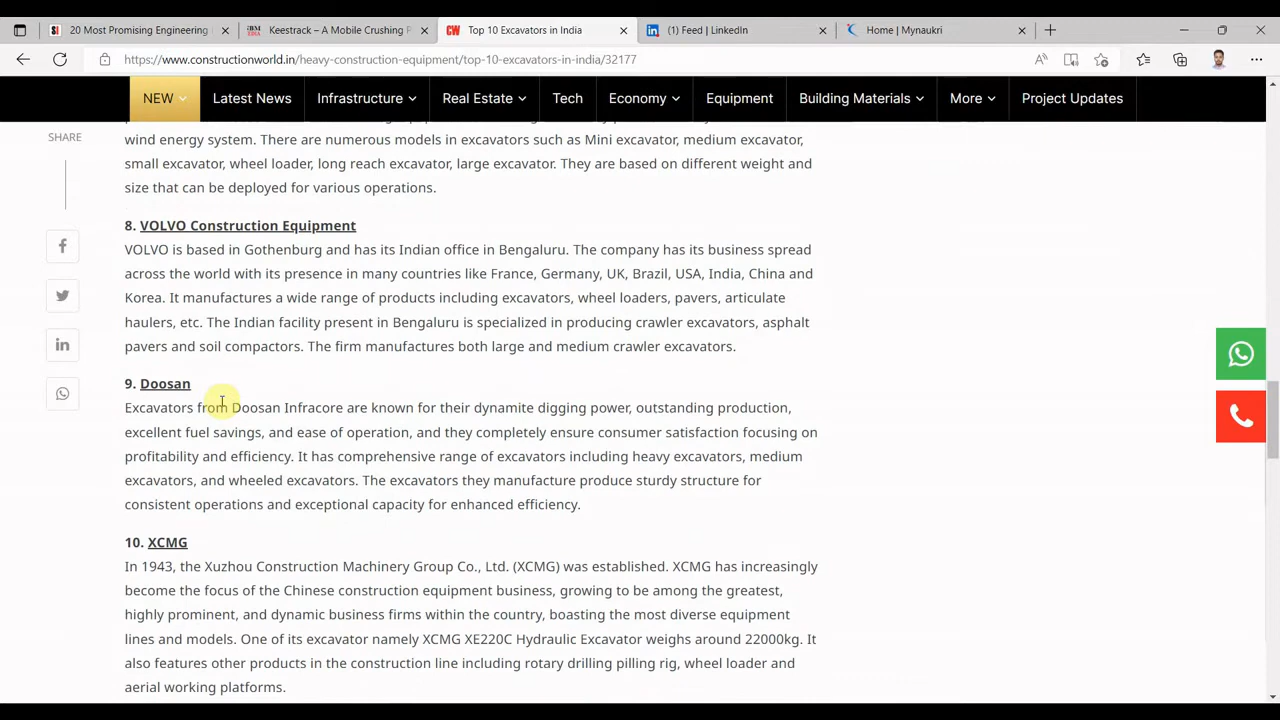 20 Most Promising Engineering
Keestrack – A Mobile Crushing
Top 10 Excavators in India
(1) Feed | LinkedIn
Home | Mynaukri
https://www.constructionworld.in/heavy-construction-equipment/top-10-excavators-in-india/32177
NEW Latest News Infrastructure Real Estate Tech Economy Equipment Building Materials More Project Updates
SHARE
wind energy system. There are numerous models in excavators such as Mini excavator, medium excavator,
small excavator, wheel loader, long reach excavator, large excavator. They are based on different weight and
size that can be deployed for various operations.
8. VOLVO Construction Equipment
VOLVO is based in Gothenburg and has its Indian office in Bengaluru. The company has its business spread
across the world with its presence in many countries like France, Germany, UK, Brazil, USA, India, China and
Korea. It manufactures a wide range of products including excavators, wheel loaders, pavers, articulate
haulers, etc. The Indian facility present in Bengaluru is specialized in producing crawler excavators, asphalt
pavers and soil compactors. The firm manufactures both large and medium crawler excavators.
9. Doosan
Excavators from Doosan Infracore are known for their dynamite digging power, outstanding production,
excellent fuel savings, and ease of operation, and they completely ensure consumer satisfaction focusing on
profitability and efficiency. It has comprehensive range of excavators including heavy excavators, medium
excavators, and wheeled excavators. The excavators they manufacture produce sturdy structure for
consistent operations and exceptional capacity for enhanced efficiency.
10. XCMG
In 1943, the Xuzhou Construction Machinery Group Co., Ltd. (XCMG) was established. XCMG has increasingly
become the focus of the Chinese construction equipment business, growing to be among the greatest,
highly prominent, and dynamic business firms within the country, boasting the most diverse equipment
lines and models. One of its excavator namely XCMG XE220C Hydraulic Excavator weighs around 22000kg. It
also features other products in the construction line including rotary drilling pilling rig, wheel loader and
aerial working platforms.